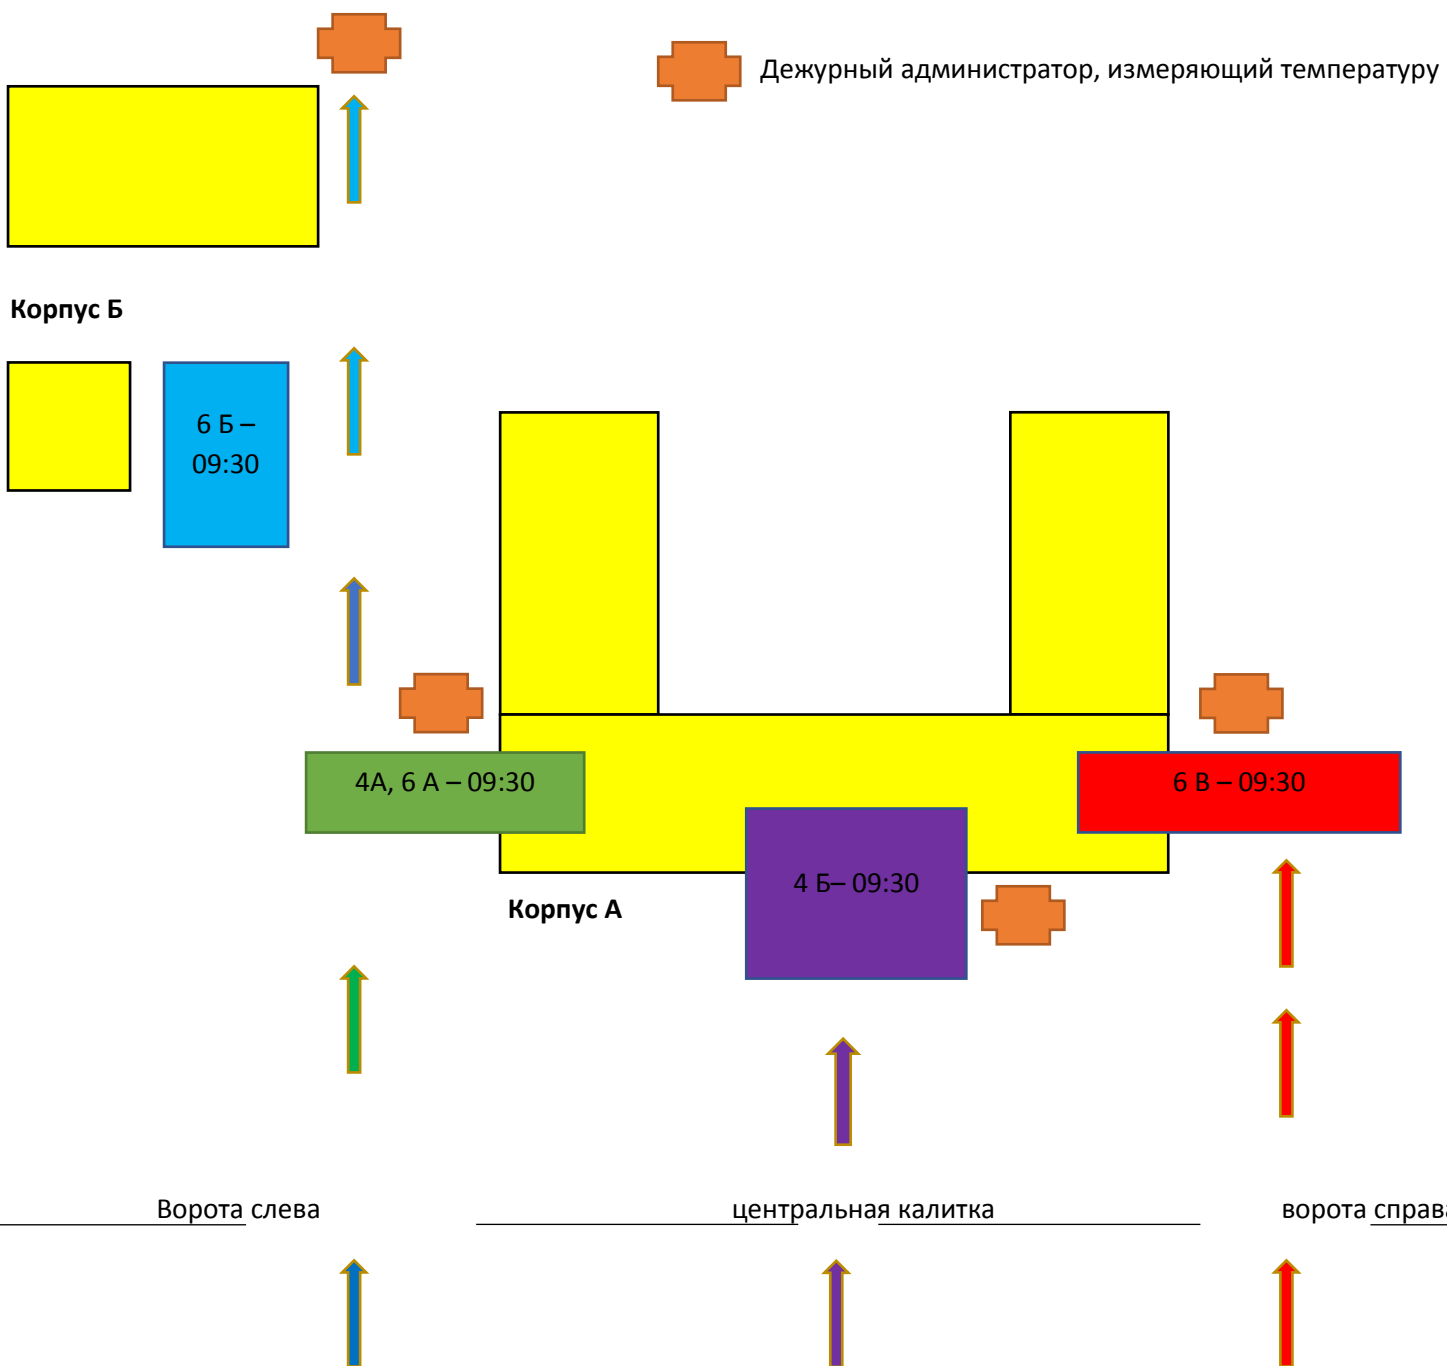 Дежурный администратор, измеряющий температуру
Корпус Б
6 Б –
09:30
4А, 6 А – 09:30
6 В – 09:30
4 Б– 09:30
Корпус А
Ворота слева
центральная калитка
ворота справа